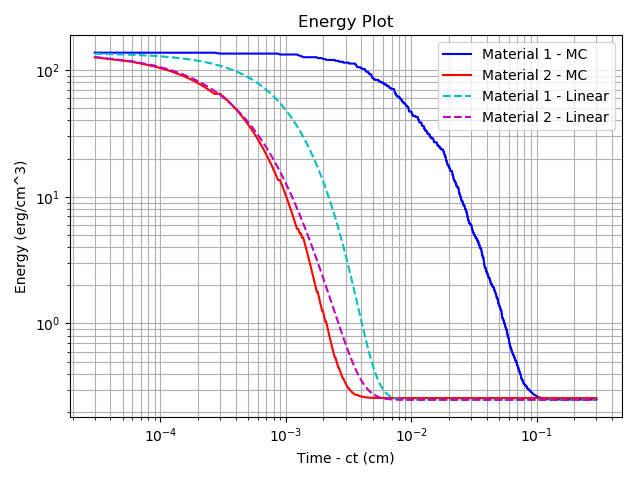 Energy Plot
Energy (erg/cm^3)
10²
10¹
10⁰
Material 1 - MC
Material 2 - MC
Material 1 - Linear
Material 2 - Linear
10⁻⁴
10⁻³
10⁻²
10⁻¹
Time - ct (cm)